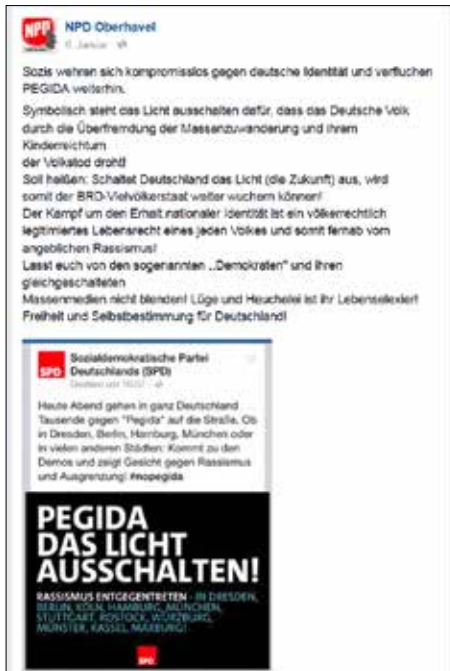 NPD
NPD Oberhavel
6. Januar
Sozis wehren sich kompromisslos gegen deutsche Identität und verfluchen
PEGIDA weiterhin.
Symbolisch steht das Licht ausschalten dafür, dass das Deutsche Volk
durch die Überfremdung der Massenzuwanderung und ihrem
Kinderreichtum
der Volkstod droht!
Soll heißen: Schaltet Deutschland das Licht (die Zukunft) aus, wird
somit der BRD-Vielvölkerstaat weiter wuchern können!
Der Kampf um den Erhalt nationaler Identität ist ein völkerrechtlich
legitimiertes Lebensrecht eines jeden Volkes und somit fernab vom
angeblichen Rassismus!
Lasst euch von den sogenannten „Demokraten" und ihren
gleichgeschalteten
Massenmedien nicht blenden! Lüge und Heuchelei ist ihr Lebenselexier!
Freiheit und Selbstbestimmung für Deutschland!
SPD
Sozialdemokratische Partei
Deutschlands (SPD)
Gestern um
Heute Abend gehen in ganz Deutschland
Tausende gegen "Pegida" auf die Straße. Ob
in Dresden, Berlin, Hamburg, München oder
in vielen anderen Städten: Kommt zu den
Demos und zeigt Gesicht gegen Rassismus
und Ausgrenzung! #nopegida
PEGIDA
DAS LICHT
AUSSCHALTEN!
RASSISMUS ENTGEGENTRETEN - IN DRESDEN,
BERLIN, KÖLN, HAMBURG, MÜNCHEN,
STUTTGART, ROSTOCK, WÜRZBURG,
MÜNSTER, KASSEL, MARBURG!
SPD